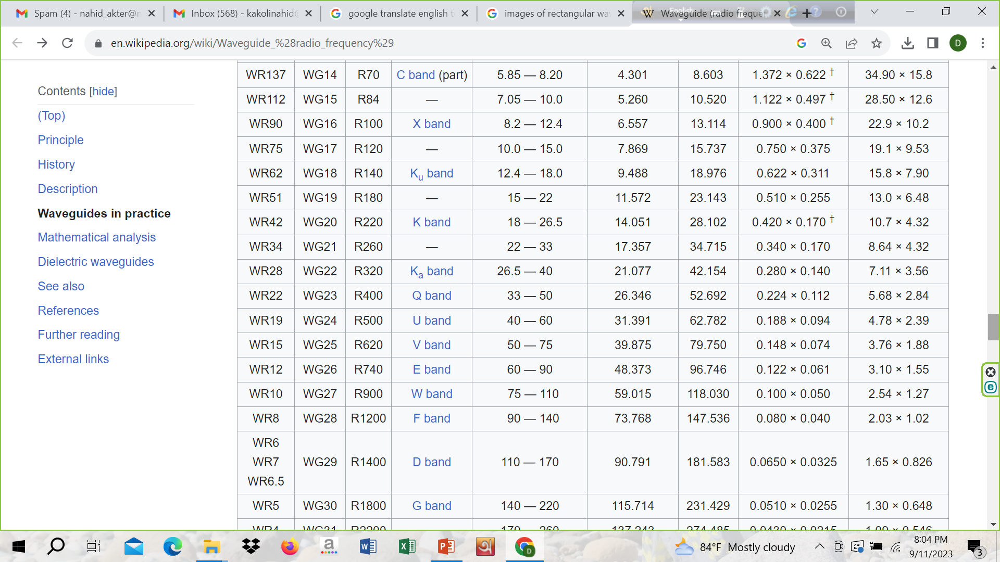 Spam (4) - nahid_akter@n
Inbox (568) - kakolinahid@
google translate english t
images of rectangular wa
Waveguide (radio freque
en.wikipedia.org/wiki/Waveguide_%28radio_frequency%29
D
Contents [hide]
(Top)
Principle
History
Description
Waveguides in practice
Mathematical analysis
Dielectric waveguides
See also
References
Further reading
External links
WR137 WG14 R70 C band (part) 5.85 — 8.20 4.301 8.603 1.372 × 0.622 † 34.90 × 15.8
WR112 WG15 R84 — 7.05 — 10.0 5.260 10.520 1.122 × 0.497 † 28.50 × 12.6
WR90 WG16 R100 X band 8.2 — 12.4 6.557 13.114 0.900 × 0.400 † 22.9 × 10.2
WR75 WG17 R120 — 10.0 — 15.0 7.869 15.737 0.750 × 0.375 19.1 × 9.53
WR62 WG18 R140 Ku band 12.4 — 18.0 9.488 18.976 0.622 × 0.311 15.8 × 7.90
WR51 WG19 R180 — 15 — 22 11.572 23.143 0.510 × 0.255 13.0 × 6.48
WR42 WG20 R220 K band 18 — 26.5 14.051 28.102 0.420 × 0.170 † 10.7 × 4.32
WR34 WG21 R260 — 22 — 33 17.357 34.715 0.340 × 0.170 8.64 × 4.32
WR28 WG22 R320 Ka band 26.5 — 40 21.077 42.154 0.280 × 0.140 7.11 × 3.56
WR22 WG23 R400 Q band 33 — 50 26.346 52.692 0.224 × 0.112 5.68 × 2.84
WR19 WG24 R500 U band 40 — 60 31.391 62.782 0.188 × 0.094 4.78 × 2.39
WR15 WG25 R620 V band 50 — 75 39.875 79.750 0.148 × 0.074 3.76 × 1.88
WR12 WG26 R740 E band 60 — 90 48.373 96.746 0.122 × 0.061 3.10 × 1.55
WR10 WG27 R900 W band 75 — 110 59.015 118.030 0.100 × 0.050 2.54 × 1.27
WR8 WG28 R1200 F band 90 — 140 73.768 147.536 0.080 × 0.040 2.03 × 1.02
WR6
WR7 WG29 R1400 D band 110 — 170 90.791 181.583 0.0650 × 0.0325 1.65 × 0.826
WR6.5
WR5 WG30 R1800 G band 140 — 220 115.714 231.429 0.0510 × 0.0255 1.30 × 0.648
84°F Mostly cloudy
8:04 PM
9/11/2023
3